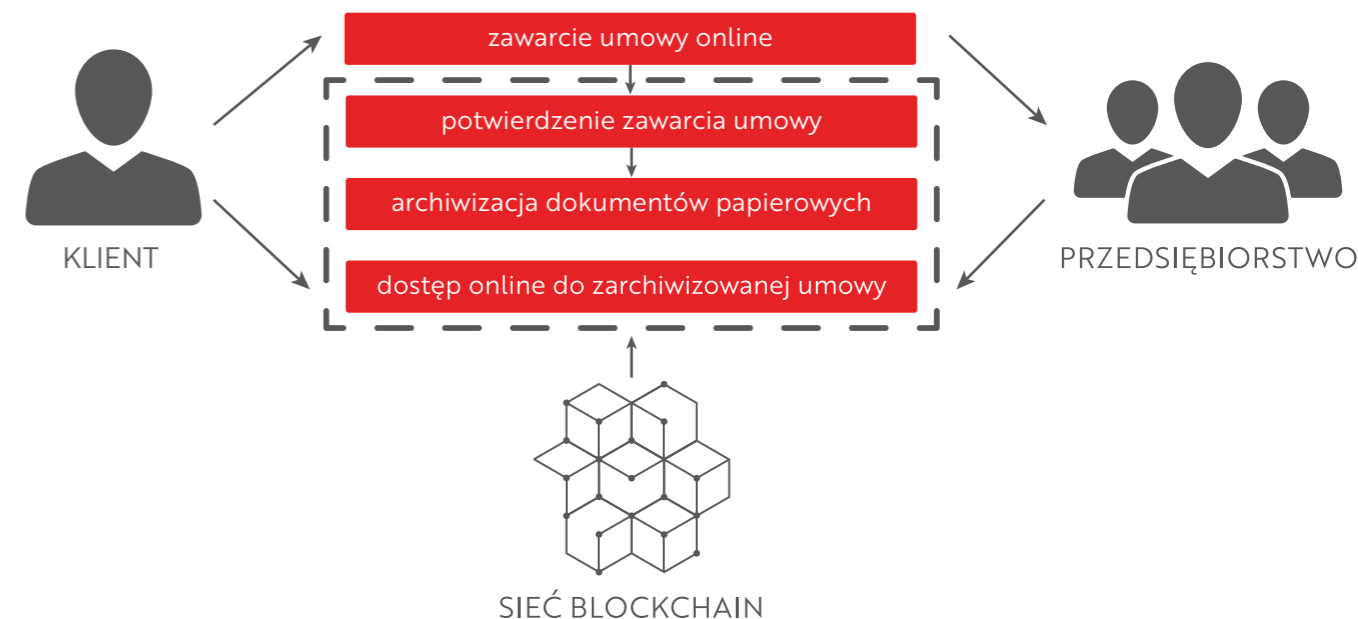 zawarcie umowy online
potwierdzenie zawarcia umowy
archiwizacja dokumentów papierowych
dostęp online do zarchiwizowanej umowy
KLIENT
PRZEDSIĘBIORSTWO
SIEĆ BLOCKCHAIN